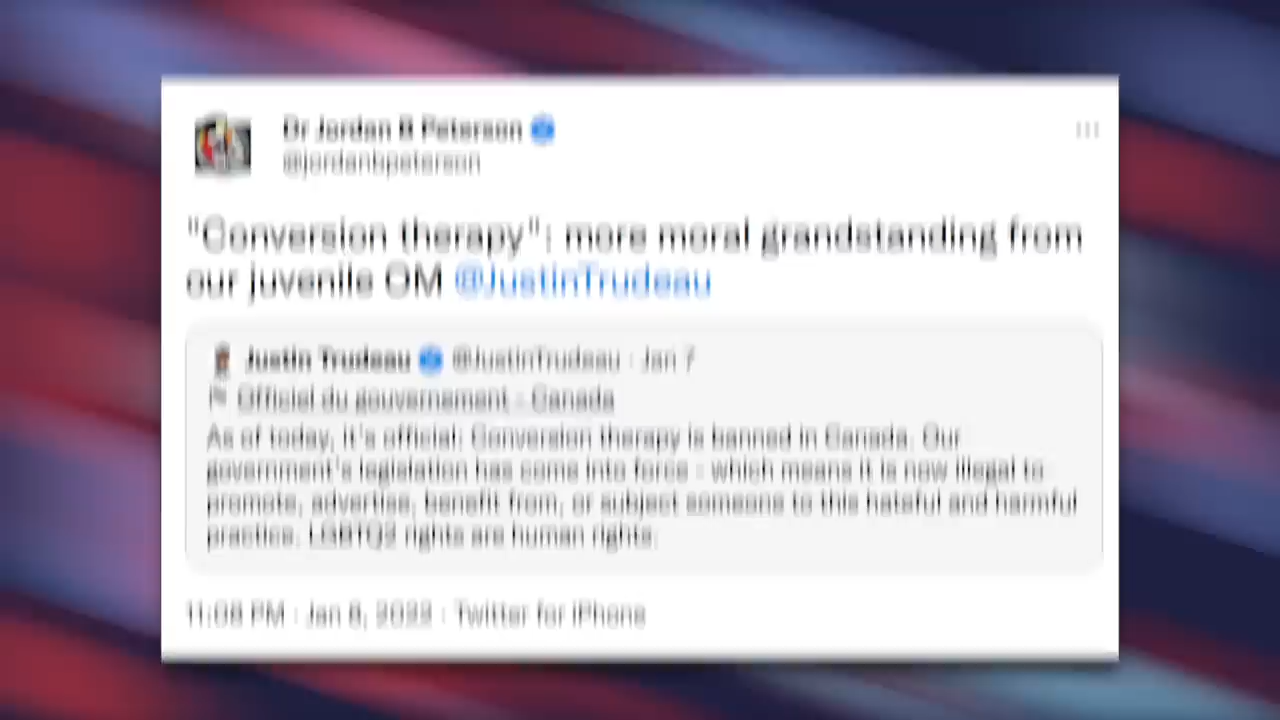 Dr Jordan B Peterson
@jordanbpeterson
"Conversion therapy": more moral grandstanding from
our juvenile OM @JustinTrudeau
Justin Trudeau @JustinTrudeau · Jan 7
Officiel du gouvernement - Canada
As of today, it's official: Conversion therapy is banned in Canada. Our
government's legislation has come into force - which means it is now illegal to
promote, advertise, benefit from, or subject someone to this hateful and harmful
practice. LGBTQ2 rights are human rights.
11:08 PM · Jan 8, 2022 · Twitter for iPhone